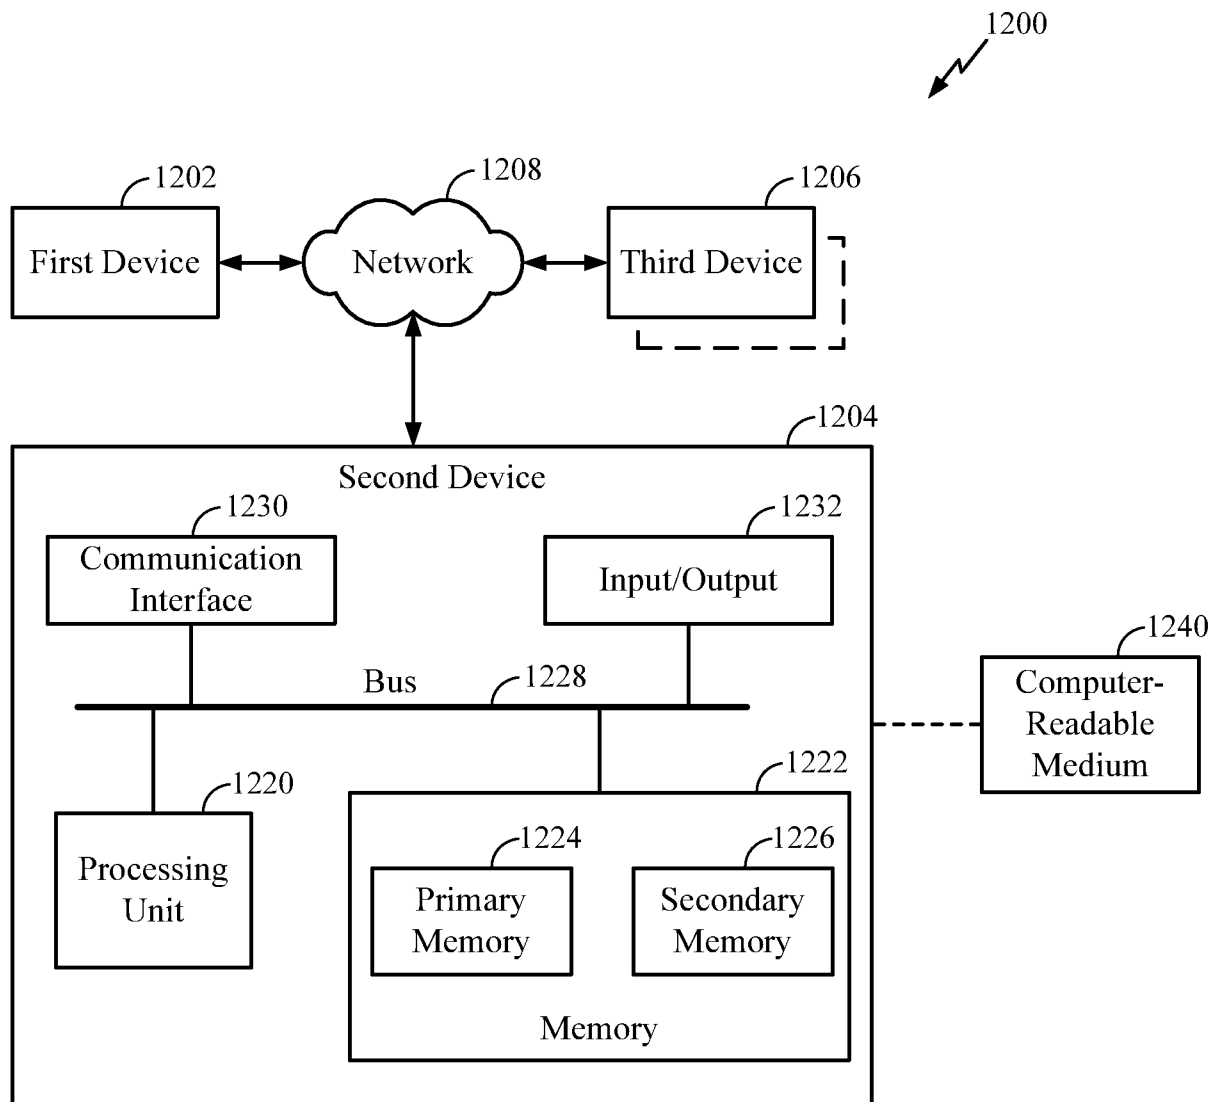 1200
1202
1208
1206
First Device
Network
Third Device
1204
Second Device
1230
1232
Communication
Interface
Input/Output
1240
Computer-
Readable
Medium
Bus
1228
1220
1222
Processing
Unit
1224
1226
Primary
Memory
Secondary
Memory
Memory